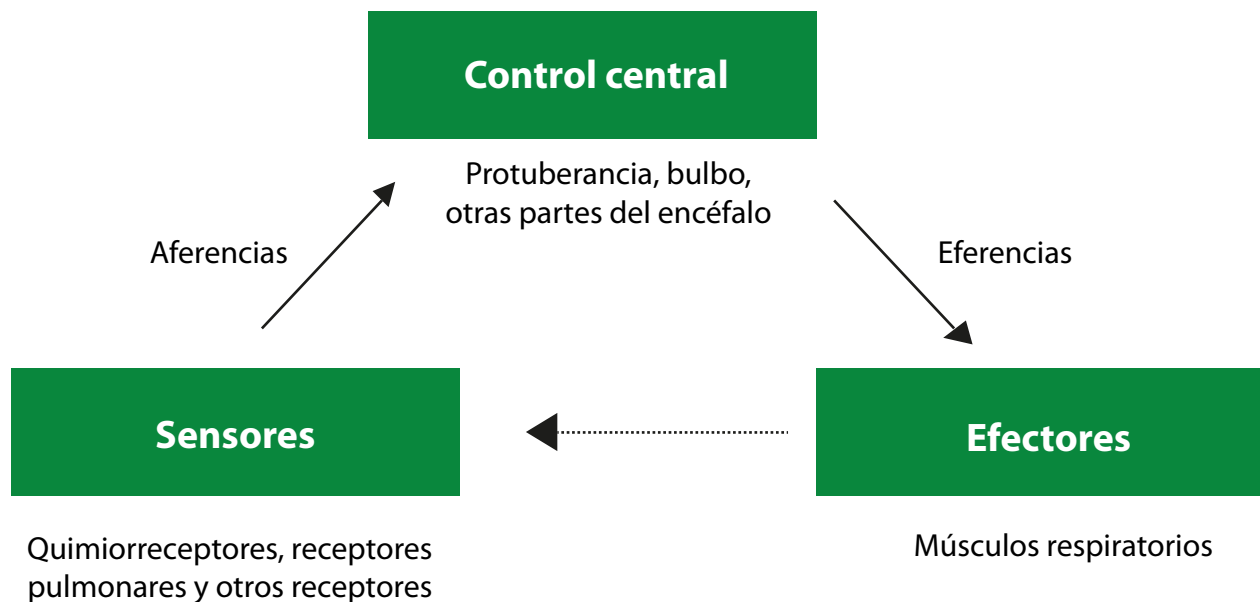 Control central
Protuberancia, bulbo,
otras partes del encéfalo
Aferencias
Eferencias
Sensores
Efectores
Quimiorreceptores, receptores
pulmonares y otros receptores
Músculos respiratorios